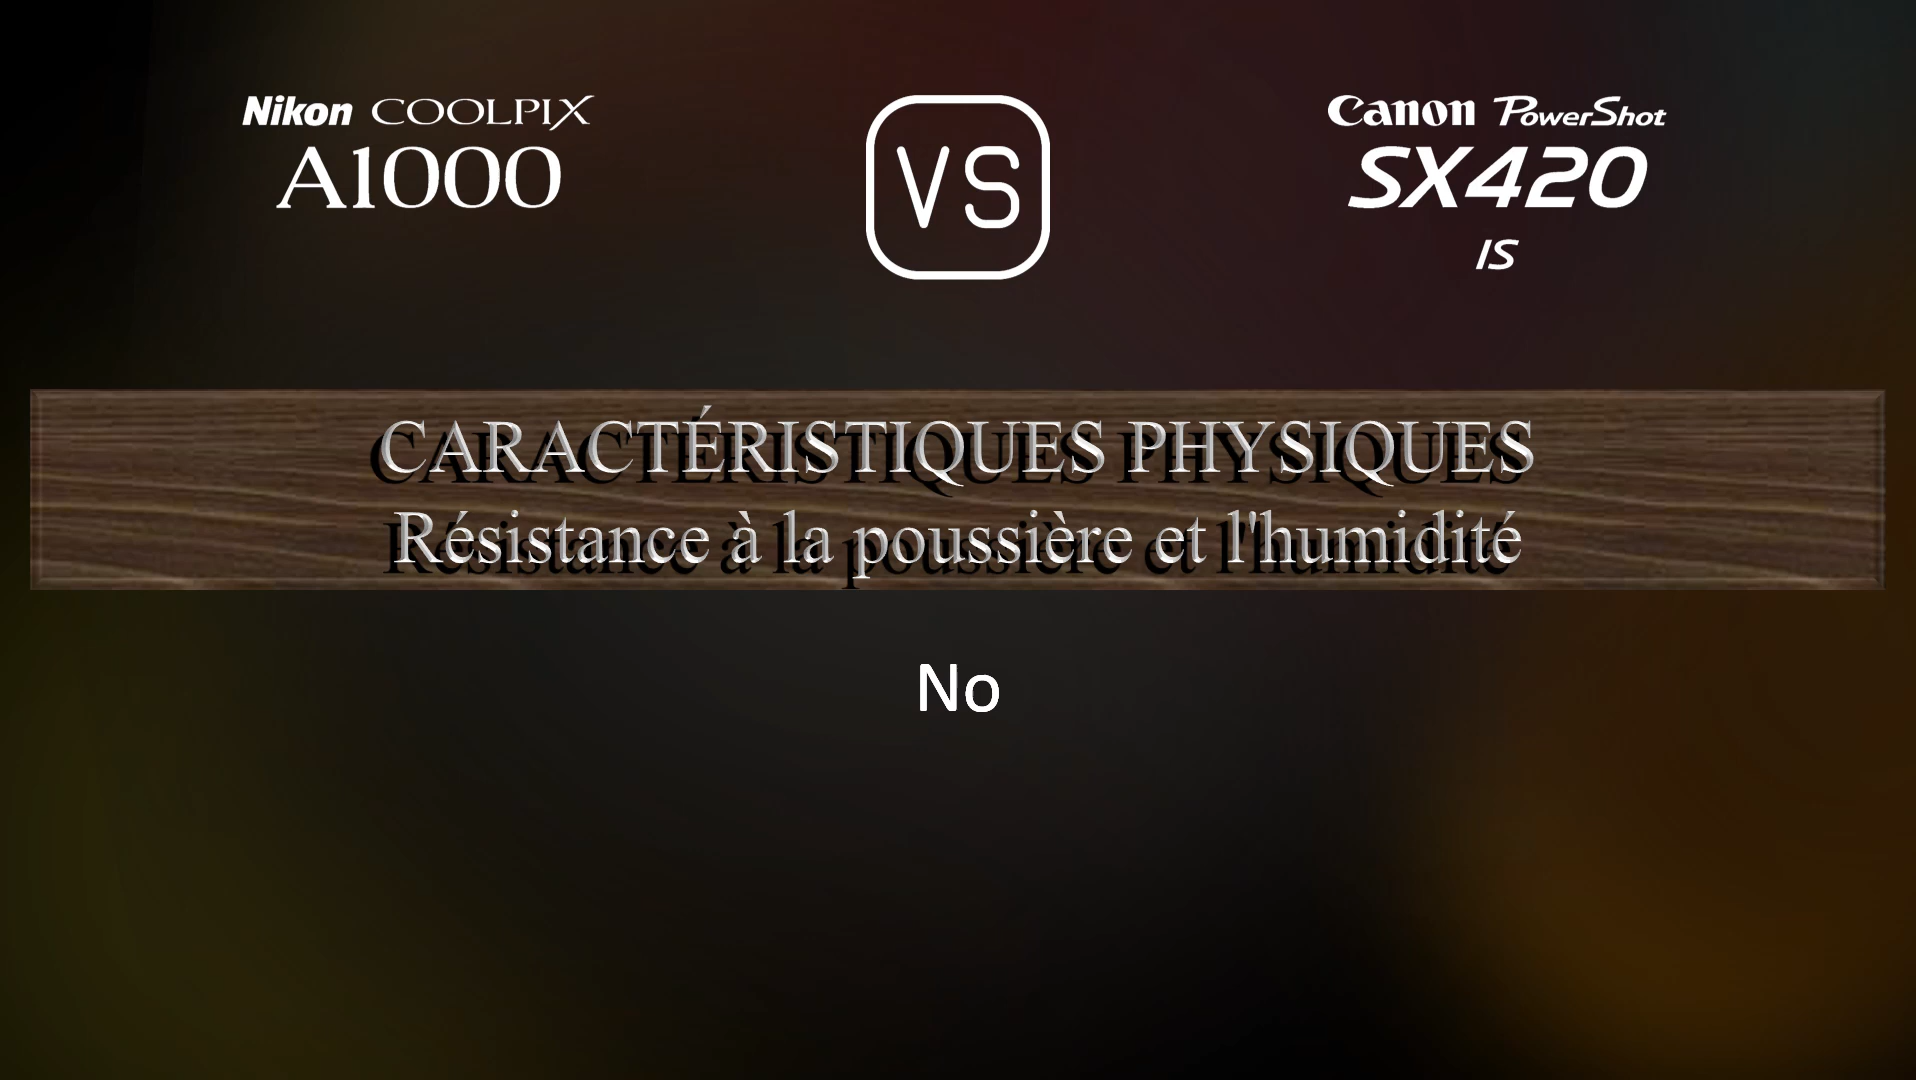 Nikon COOLPIX
A1000
VS
Canon PowerShot
SX420
IS
CARACTÉRISTIQUES PHYSIQUES
Résistance à la poussière et l'humidité
No